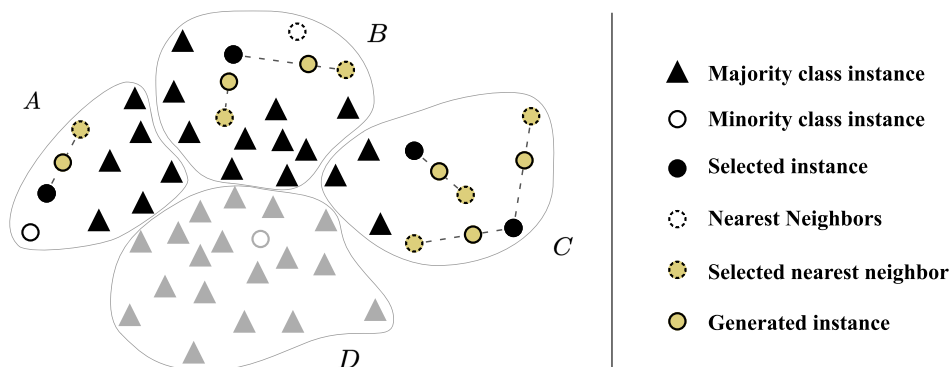 B
A
C
D
Majority class instance
Minority class instance
Selected instance
Nearest Neighbors
Selected nearest neighbor
Generated instance